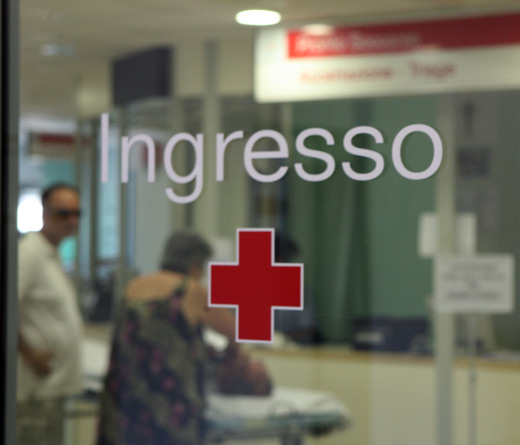 Pronto Soccorso
Accettazione - Triage
Ingresso